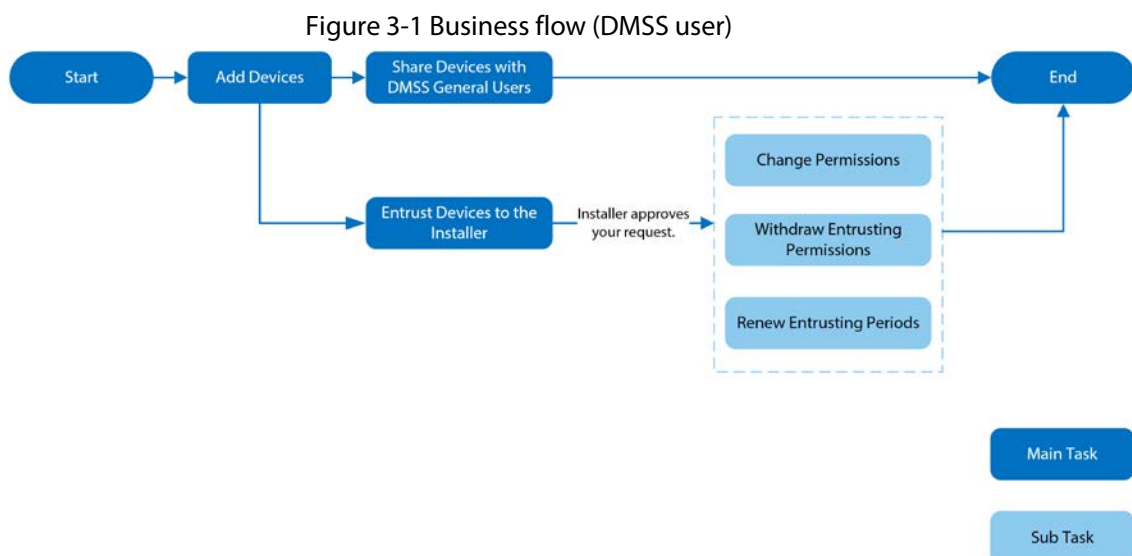 Figure 3-1 Business flow (DMSS user)
Start
Add Devices
Share Devices with
DMSS General Users
End
Entrust Devices to the
Installer
Installer approves
your request.
Change Permissions
Withdraw Entrusting
Permissions
Renew Entrusting Periods
Main Task
Sub Task